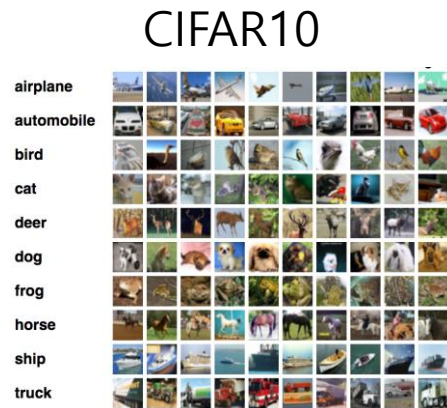 CIFAR10
airplane
automobile
bird
cat
deer
dog
frog
horse
ship
truck